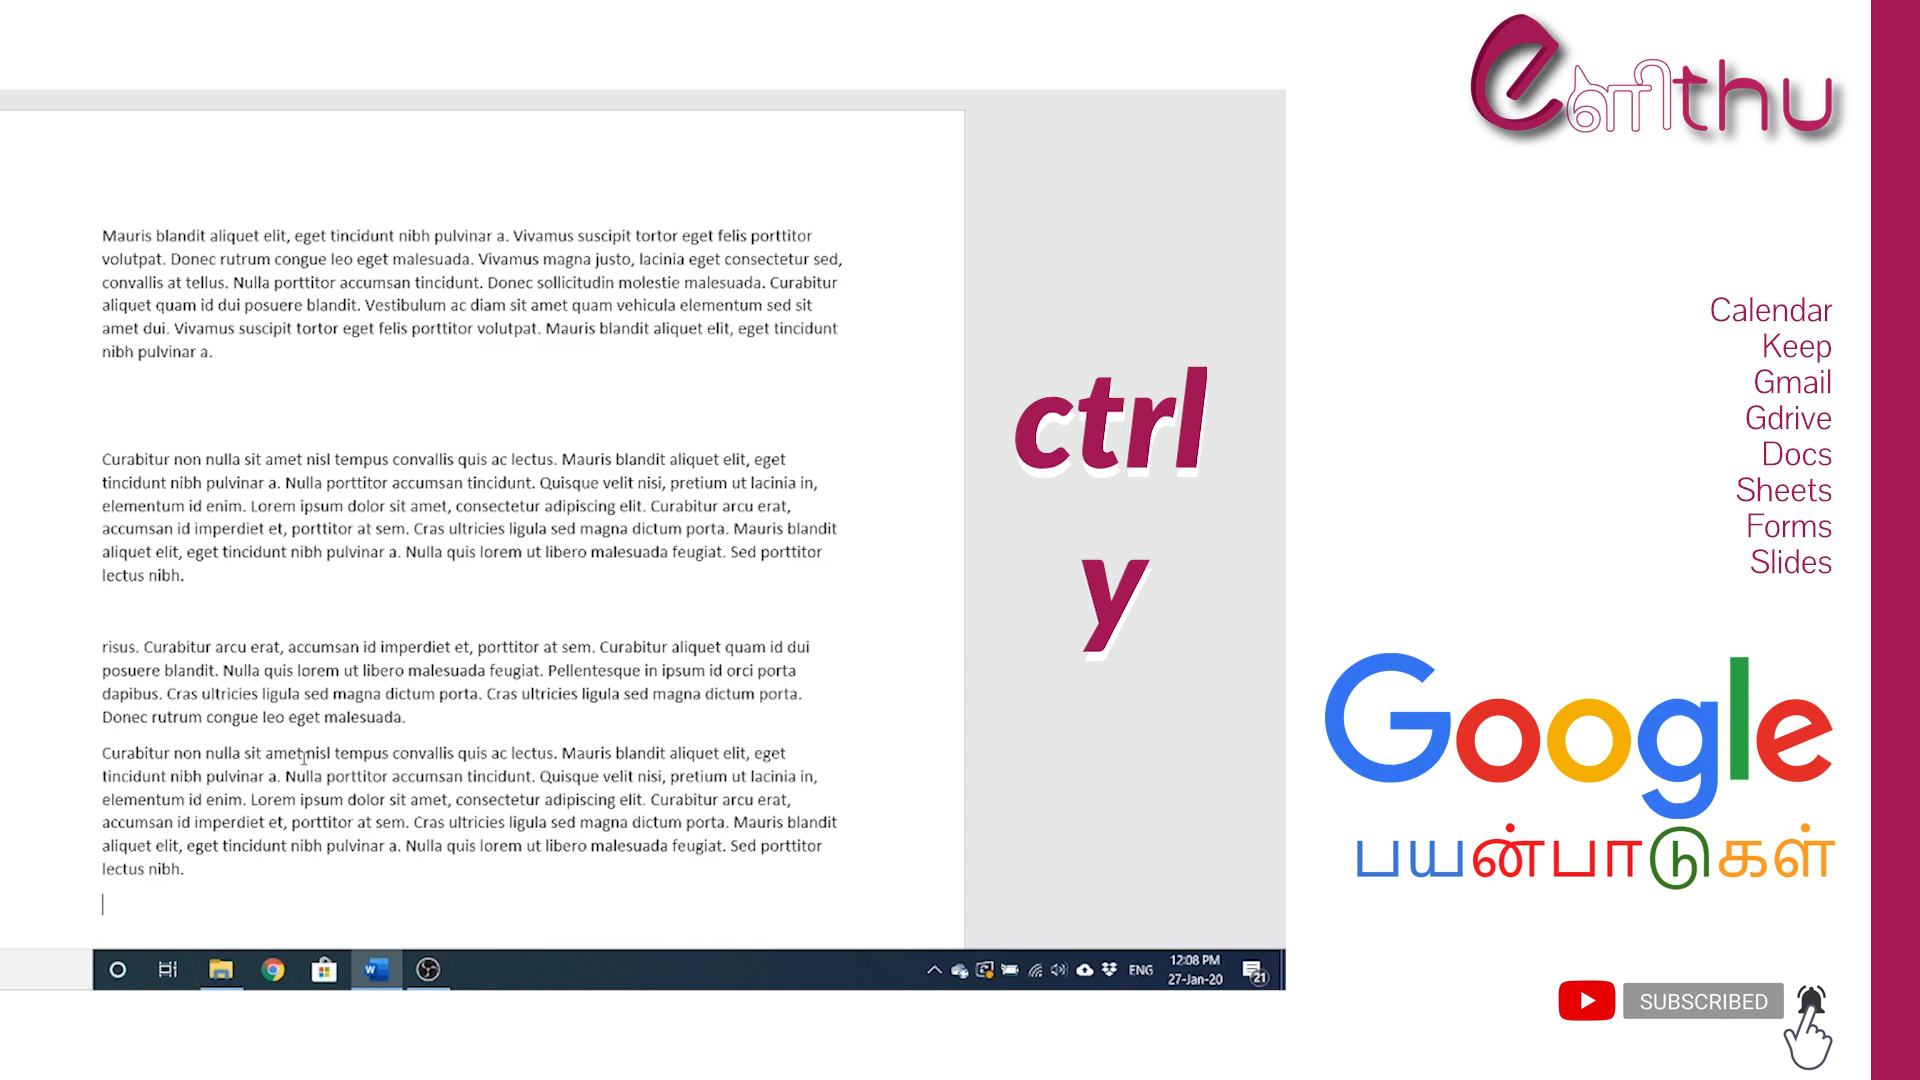 eளிthu
Mauris blandit aliquet elit, eget tincidunt nibh pulvinar a. Vivamus suscipit tortor eget felis porttitor
volutpat. Donec rutrum congue leo eget malesuada. Vivamus magna justo, lacinia eget consectetur sed,
convallis at tellus. Nulla porttitor accumsan tincidunt. Donec sollicitudin molestie malesuada. Curabitur
aliquet quam id dui posuere blandit. Vestibulum ac diam sit amet quam vehicula elementum sed sit
amet dui. Vivamus suscipit tortor eget felis porttitor volutpat. Mauris blandit aliquet elit, eget tincidunt
nibh pulvinar a.
Curabitur non nulla sit amet nisl tempus convallis quis ac lectus. Mauris blandit aliquet elit, eget
tincidunt nibh pulvinar a. Nulla porttitor accumsan tincidunt. Quisque velit nisi, pretium ut lacinia in,
elementum id enim. Lorem ipsum dolor sit amet, consectetur adipiscing elit. Curabitur arcu erat,
accumsan id imperdiet et, porttitor at sem. Cras ultricies ligula sed magna dictum porta. Mauris blandit
aliquet elit, eget tincidunt nibh pulvinar a. Nulla quis lorem ut libero malesuada feugiat. Sed porttitor
lectus nibh.
risus. Curabitur arcu erat, accumsan id imperdiet et, porttitor at sem. Curabitur aliquet quam id dui
posuere blandit. Nulla quis lorem ut libero malesuada feugiat. Pellentesque in ipsum id orci porta
dapibus. Cras ultricies ligula sed magna dictum porta. Cras ultricies ligula sed magna dictum porta.
Donec rutrum congue leo eget malesuada.
Curabitur non nulla sit amet nisl tempus convallis quis ac lectus. Mauris blandit aliquet elit, eget
tincidunt nibh pulvinar a. Nulla porttitor accumsan tincidunt. Quisque velit nisi, pretium ut lacinia in,
elementum id enim. Lorem ipsum dolor sit amet, consectetur adipiscing elit. Curabitur arcu erat,
accumsan id imperdiet et, porttitor at sem. Cras ultricies ligula sed magna dictum porta. Mauris blandit
aliquet elit, eget tincidunt nibh pulvinar a. Nulla quis lorem ut libero malesuada feugiat. Sed porttitor
lectus nibh.
ctrl
y
Calendar
Keep
Gmail
Gdrive
Docs
Sheets
Forms
Slides
Google
பயன்பாடுகள்
ENG
12:08 PM
27-Jan-20
21
SUBSCRIBED